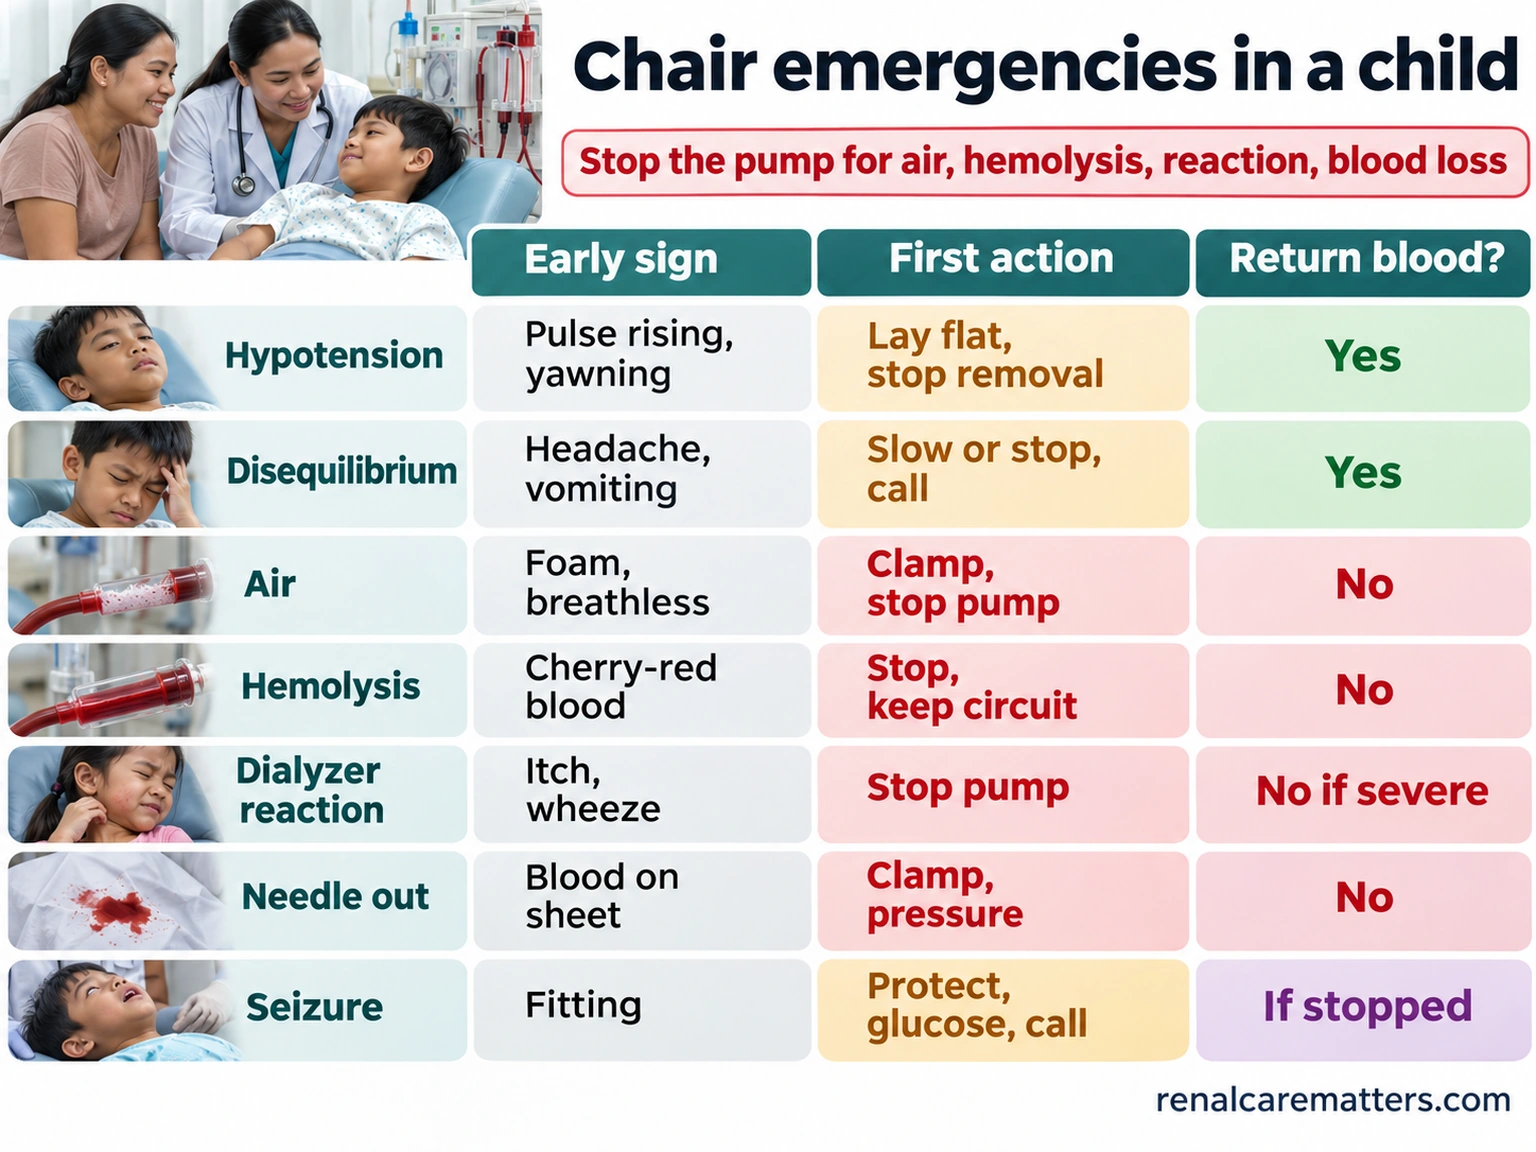 Chair emergencies in a child
Stop the pump for air, hemolysis, reaction, blood loss
Early sign
First action
Return blood?
Hypotension
Pulse rising,
yawning
Lay flat,
stop removal
Yes
Disequilibrium
Headache,
vomiting
Slow or stop,
call
Yes
Air
Foam,
breathless
Clamp,
stop pump
No
Hemolysis
Cherry-red
blood
Stop,
keep circuit
No
Dialyzer
reaction
Itch,
wheeze
Stop pump
No if severe
Needle out
Blood on
sheet
Clamp,
pressure
No
Seizure
Fitting
Protect,
glucose, call
If stopped
renalcarematters.com